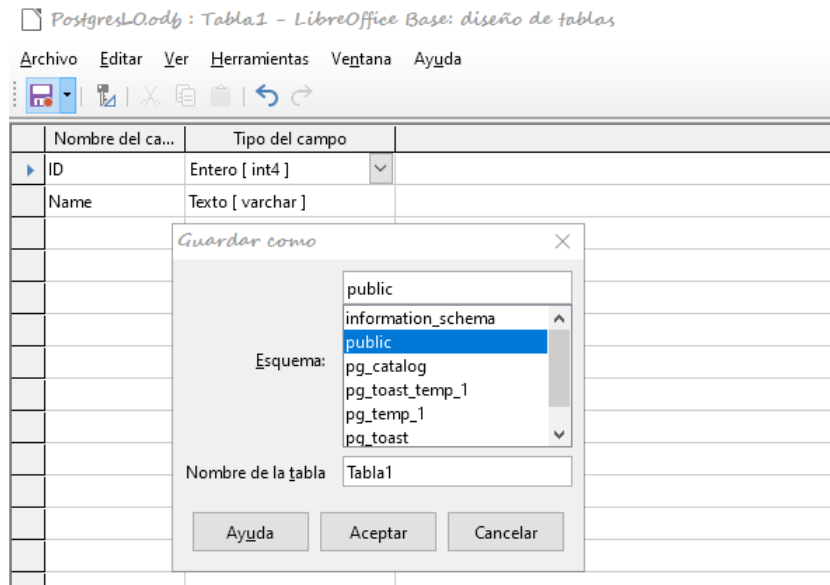 PostgresLO.odb : Tabla1 - LibreOffice Base: diseño de tablas
Archivo Editar Ver Herramientas Ventana Ayuda
Nombre del ca... Tipo del campo
ID Entero [ int4 ]
Name Texto [ varchar ]
Guardar como
public
information_schema
public
Esquema:
pg_catalog
pg_toast_temp_1
pg_temp_1
pg_toast
Nombre de la tabla Tabla1
Ayuda Aceptar Cancelar